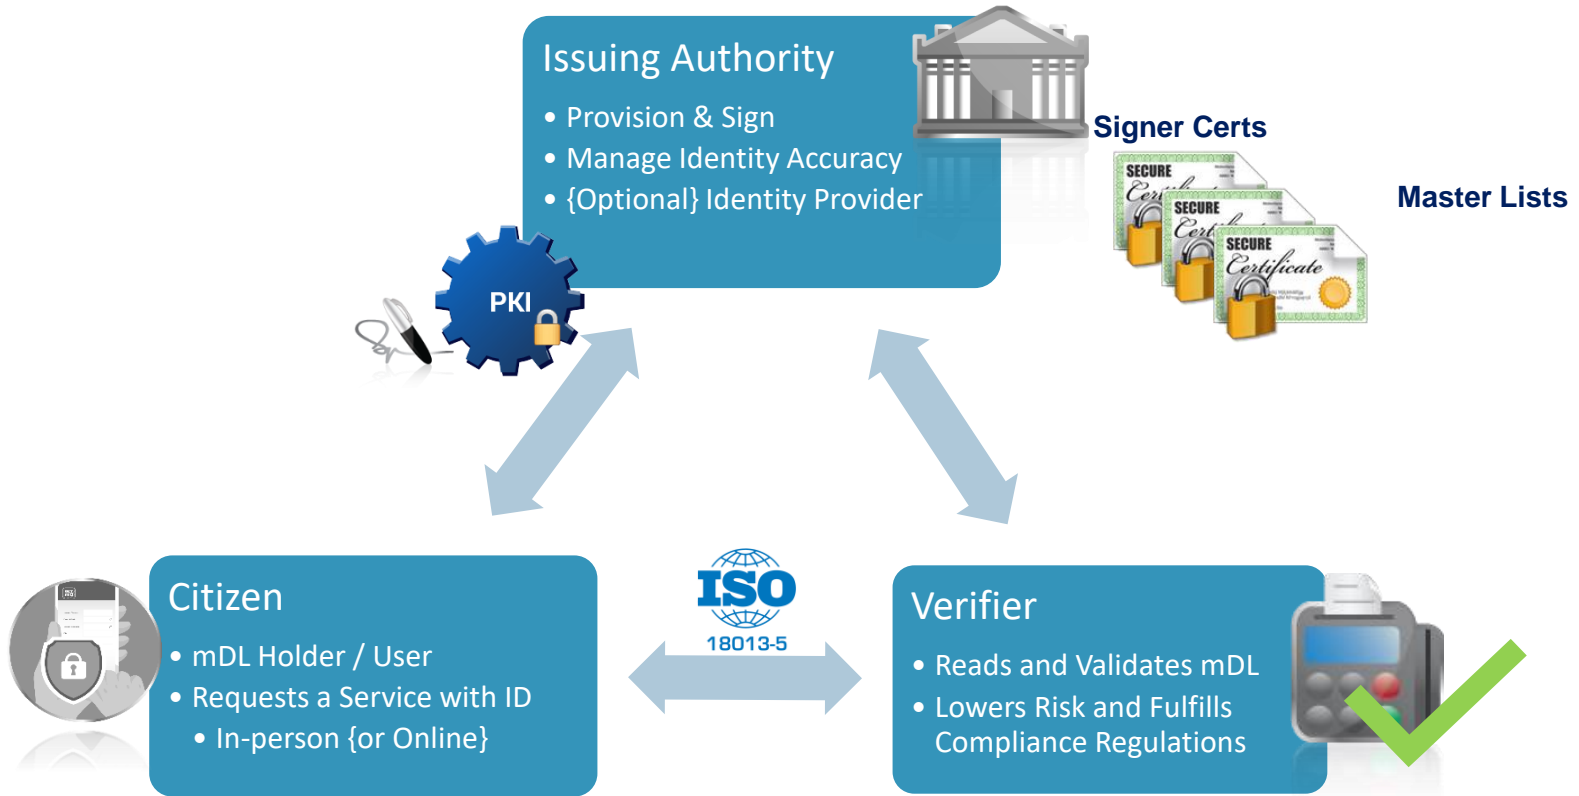 Issuing Authority
• Provision & Sign
• Manage Identity Accuracy
• {Optional} Identity Provider
Signer Certs
SECURE
SECURE
SECURE
Certificate
Master Lists
PKI
Citizen
• mDL Holder / User
• Requests a Service with ID
• In-person {or Online}
ISO
18013-5
Verifier
• Reads and Validates mDL
• Lowers Risk and Fulfills
Compliance Regulations